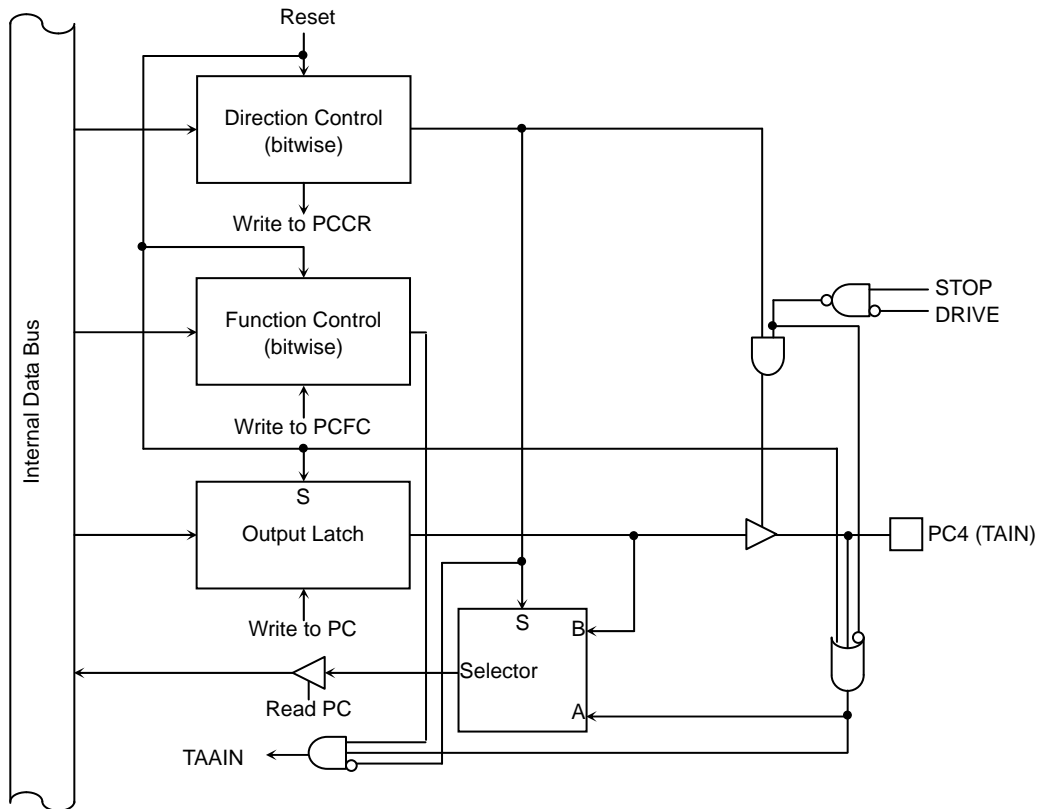 Reset
Direction Control
(bitwise)
Write to PCCR
STOP
DRIVE
Function Control
(bitwise)
Internal Data Bus
Write to PCFC
S
Output Latch
PC4 (TAIN)
Write to PC
S
B
Selector
A
Read PC
TAAIN